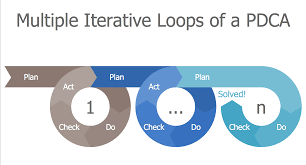 Multiple Iterative Loops of a PDCA
Plan
Plan
Plan
Act
Act
Solved!
1
...
n
Check
Do
Check
Do
Check
Do